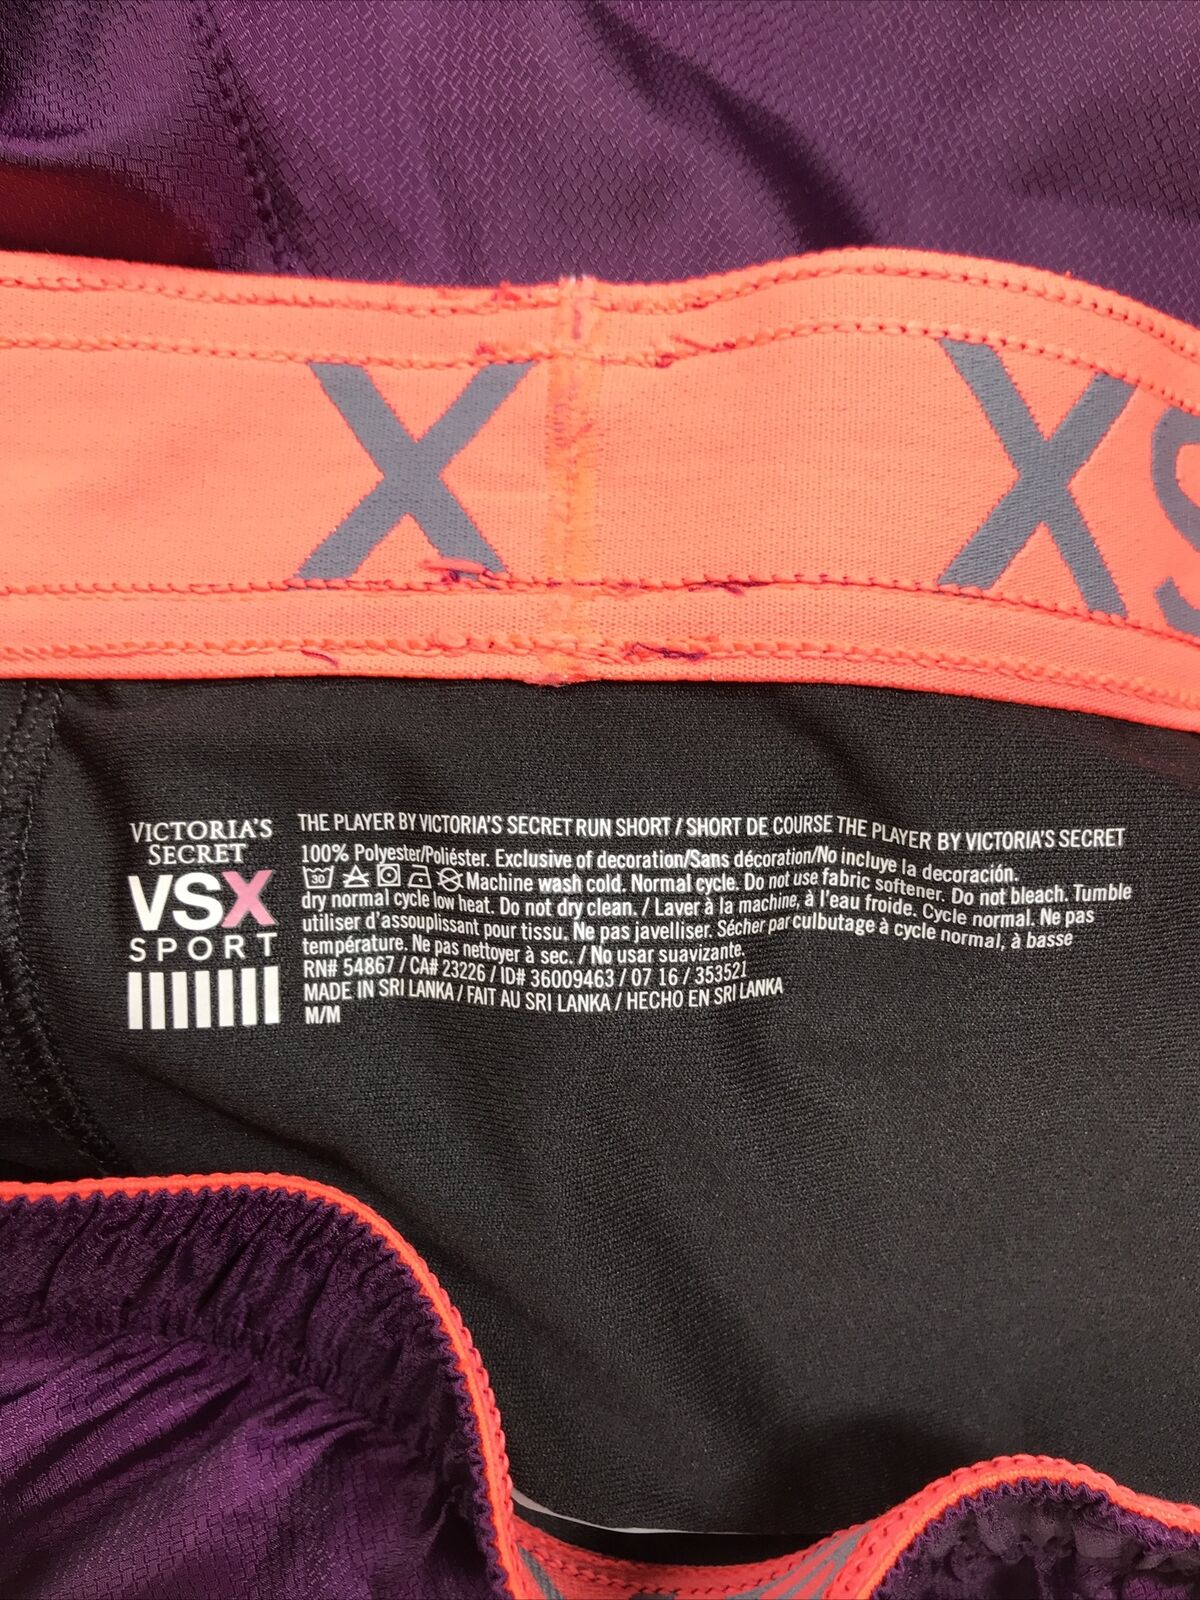 X
XS
VICTORIA'S
SECRET
VSX
SPORT
THE PLAYER BY VICTORIA'S SECRET RUN SHORT / SHORT DE COURSE THE PLAYER BY VICTORIA'S SECRET
100% Polyester/Poliéster. Exclusive of decoration/Sans décoration/No incluye la decoración.
30 Machine wash cold. Normal cycle. Do not use fabric softener. Do not bleach. Tumble
dry normal cycle low heat. Do not dry clean. / Laver à la machine, à l'eau froide. Cycle normal. Ne pas
utiliser d'assouplissant pour tissu. Ne pas javelliser. Sécher par culbutage à cycle normal, à basse
température. Ne pas nettoyer à sec. / No usar suavizante.
RN# 54867 / CA# 23226 / ID# 36009463 / 07 16 / 353521
MADE IN SRI LANKA / FAIT AU SRI LANKA / HECHO EN SRI LANKA
M/M